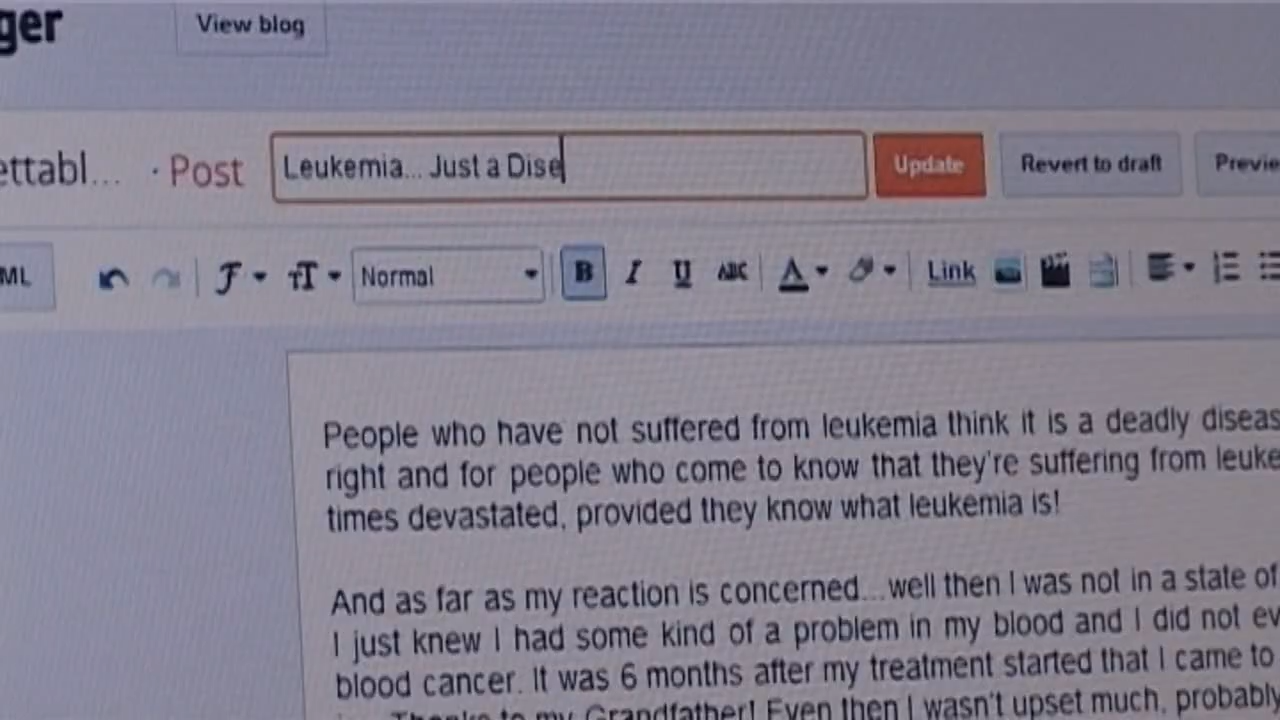 ger View blog
ettabl... · Post Leukemia... Just a Dise Update Revert to draft Previe
ML F TT Normal B I U ABC A Link
People who have not suffered from leukemia think it is a deadly diseas
right and for people who come to know that they're suffering from leuke
times devastated, provided they know what leukemia is!
And as far as my reaction is concerned...well then I was not in a state of
I just knew I had some kind of a problem in my blood and I did not ev
blood cancer. It was 6 months after my treatment started that I came to
Thanks to my Grandfather! Even then I wasn't upset much, probably